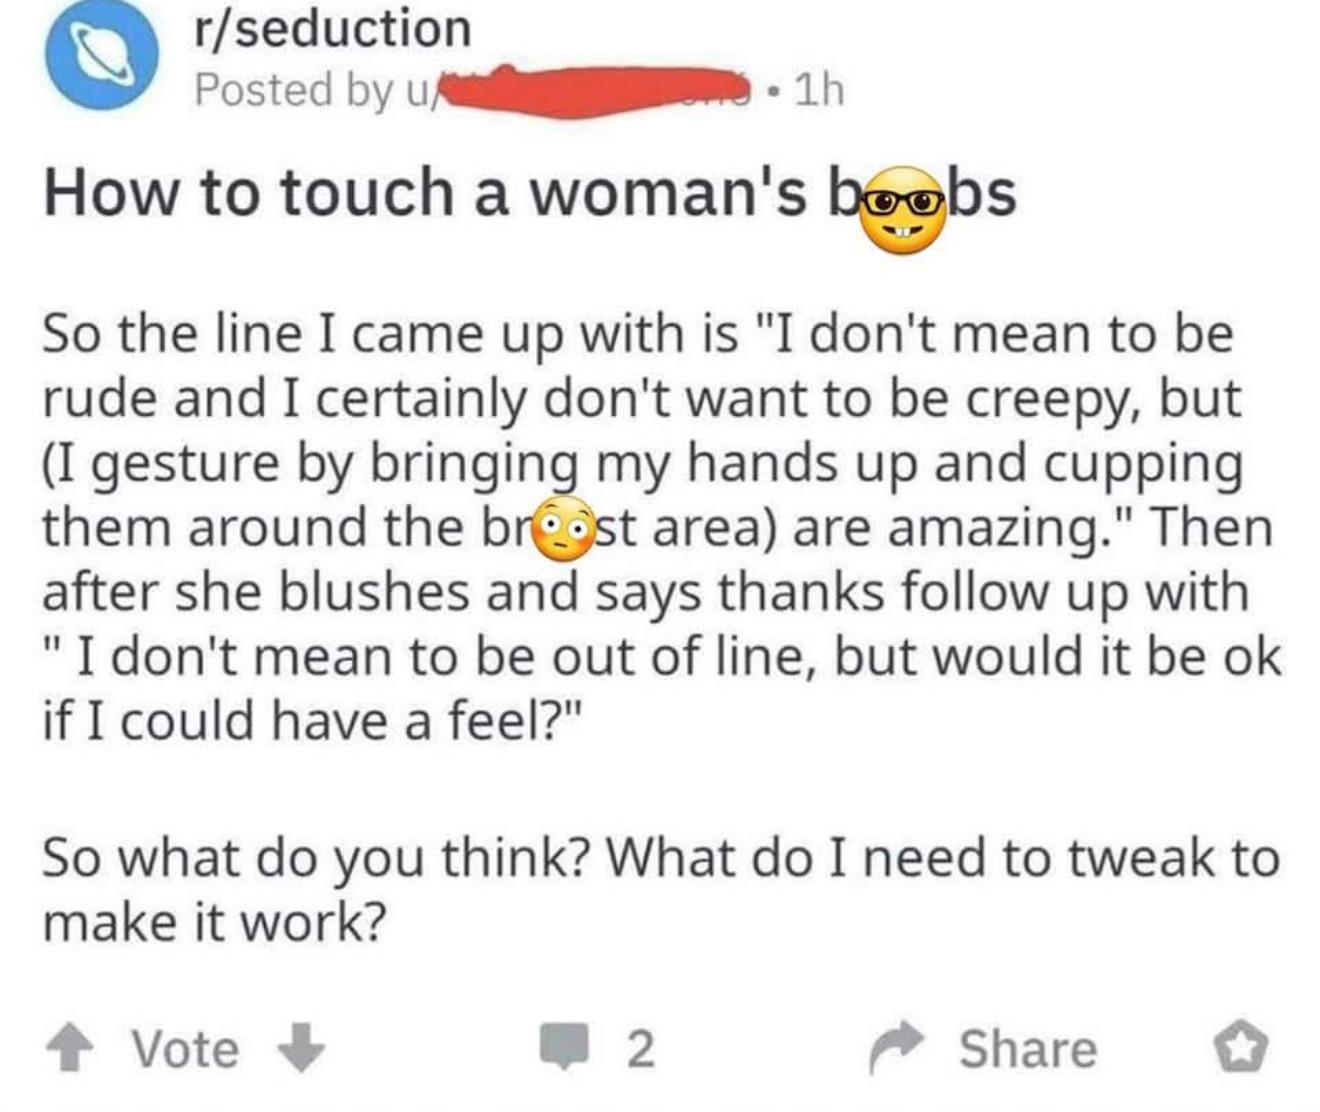 r/seduction
Posted by u/ • 1h
How to touch a woman's b🤓bs
So the line I came up with is "I don't mean to be
rude and I certainly don't want to be creepy, but
(I gesture by bringing my hands up and cupping
them around the br😳st area) are amazing." Then
after she blushes and says thanks follow up with
" I don't mean to be out of line, but would it be ok
if I could have a feel?"
So what do you think? What do I need to tweak to
make it work?
Vote 2 Share